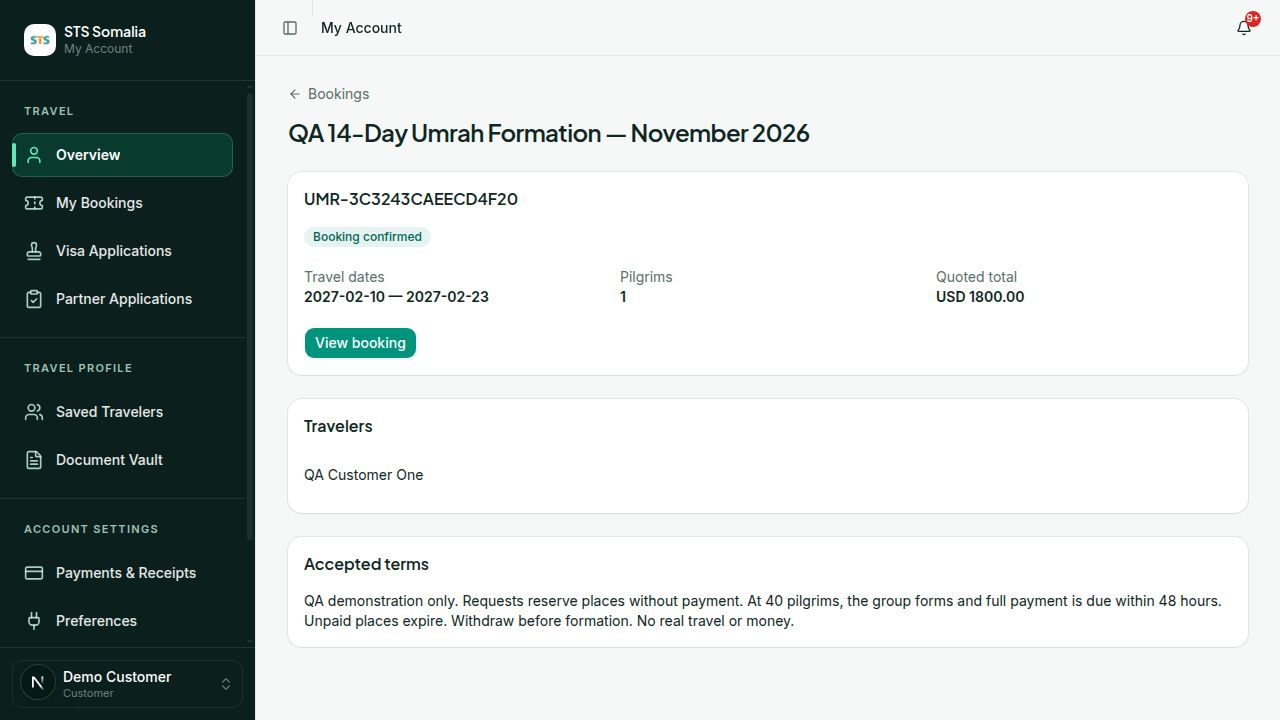 STS
STS Somalia
My Account
TRAVEL
Overview
My Bookings
Visa Applications
Partner Applications
TRAVEL PROFILE
Saved Travelers
Document Vault
ACCOUNT SETTINGS
Payments & Receipts
Preferences
N
Demo Customer
Customer
My Account
9+
Bookings
QA 14-Day Umrah Formation — November 2026
UMR-3C3243CAEECD4F20
Booking confirmed
Travel dates
2027-02-10 — 2027-02-23
Pilgrims
1
Quoted total
USD 1800.00
View booking
Travelers
QA Customer One
Accepted terms
QA demonstration only. Requests reserve places without payment. At 40 pilgrims, the group forms and full payment is due within 48 hours.
Unpaid places expire. Withdraw before formation. No real travel or money.